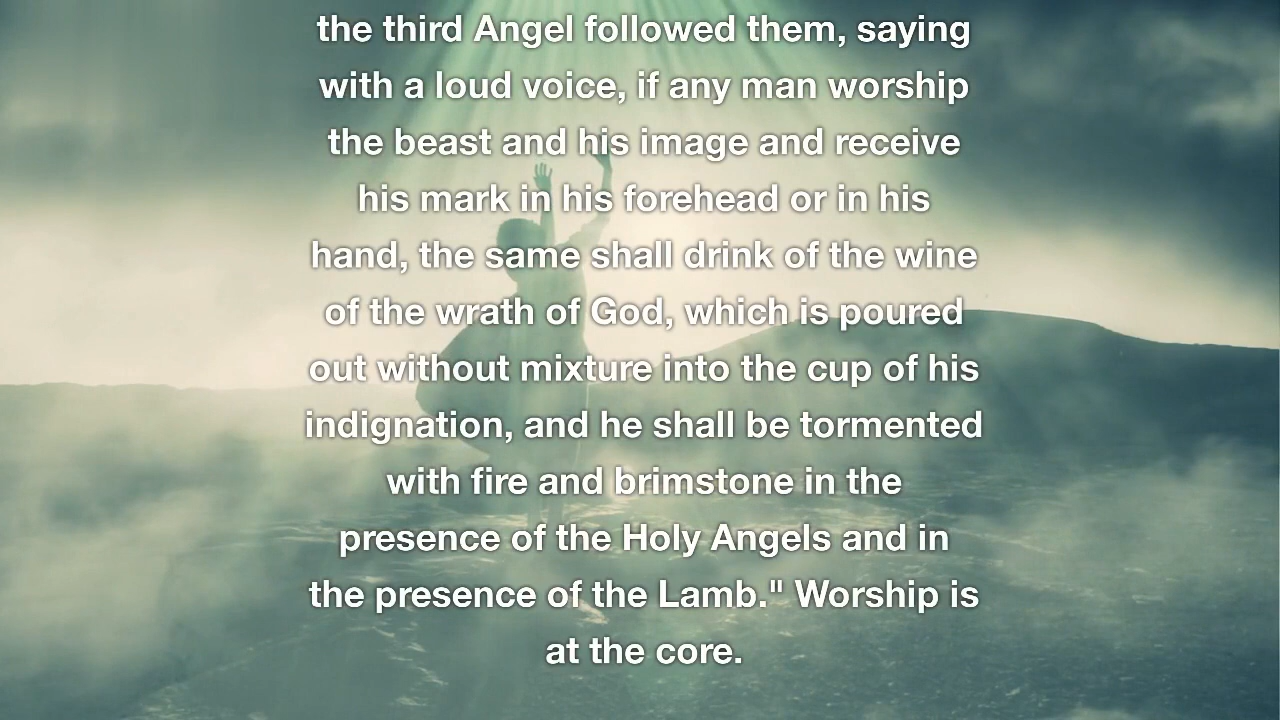 the third Angel followed them, saying
with a loud voice, if any man worship
the beast and his image and receive
his mark in his forehead or in his
hand, the same shall drink of the wine
of the wrath of God, which is poured
out without mixture into the cup of his
indignation, and he shall be tormented
with fire and brimstone in the
presence of the Holy Angels and in
the presence of the Lamb." Worship is
at the core.